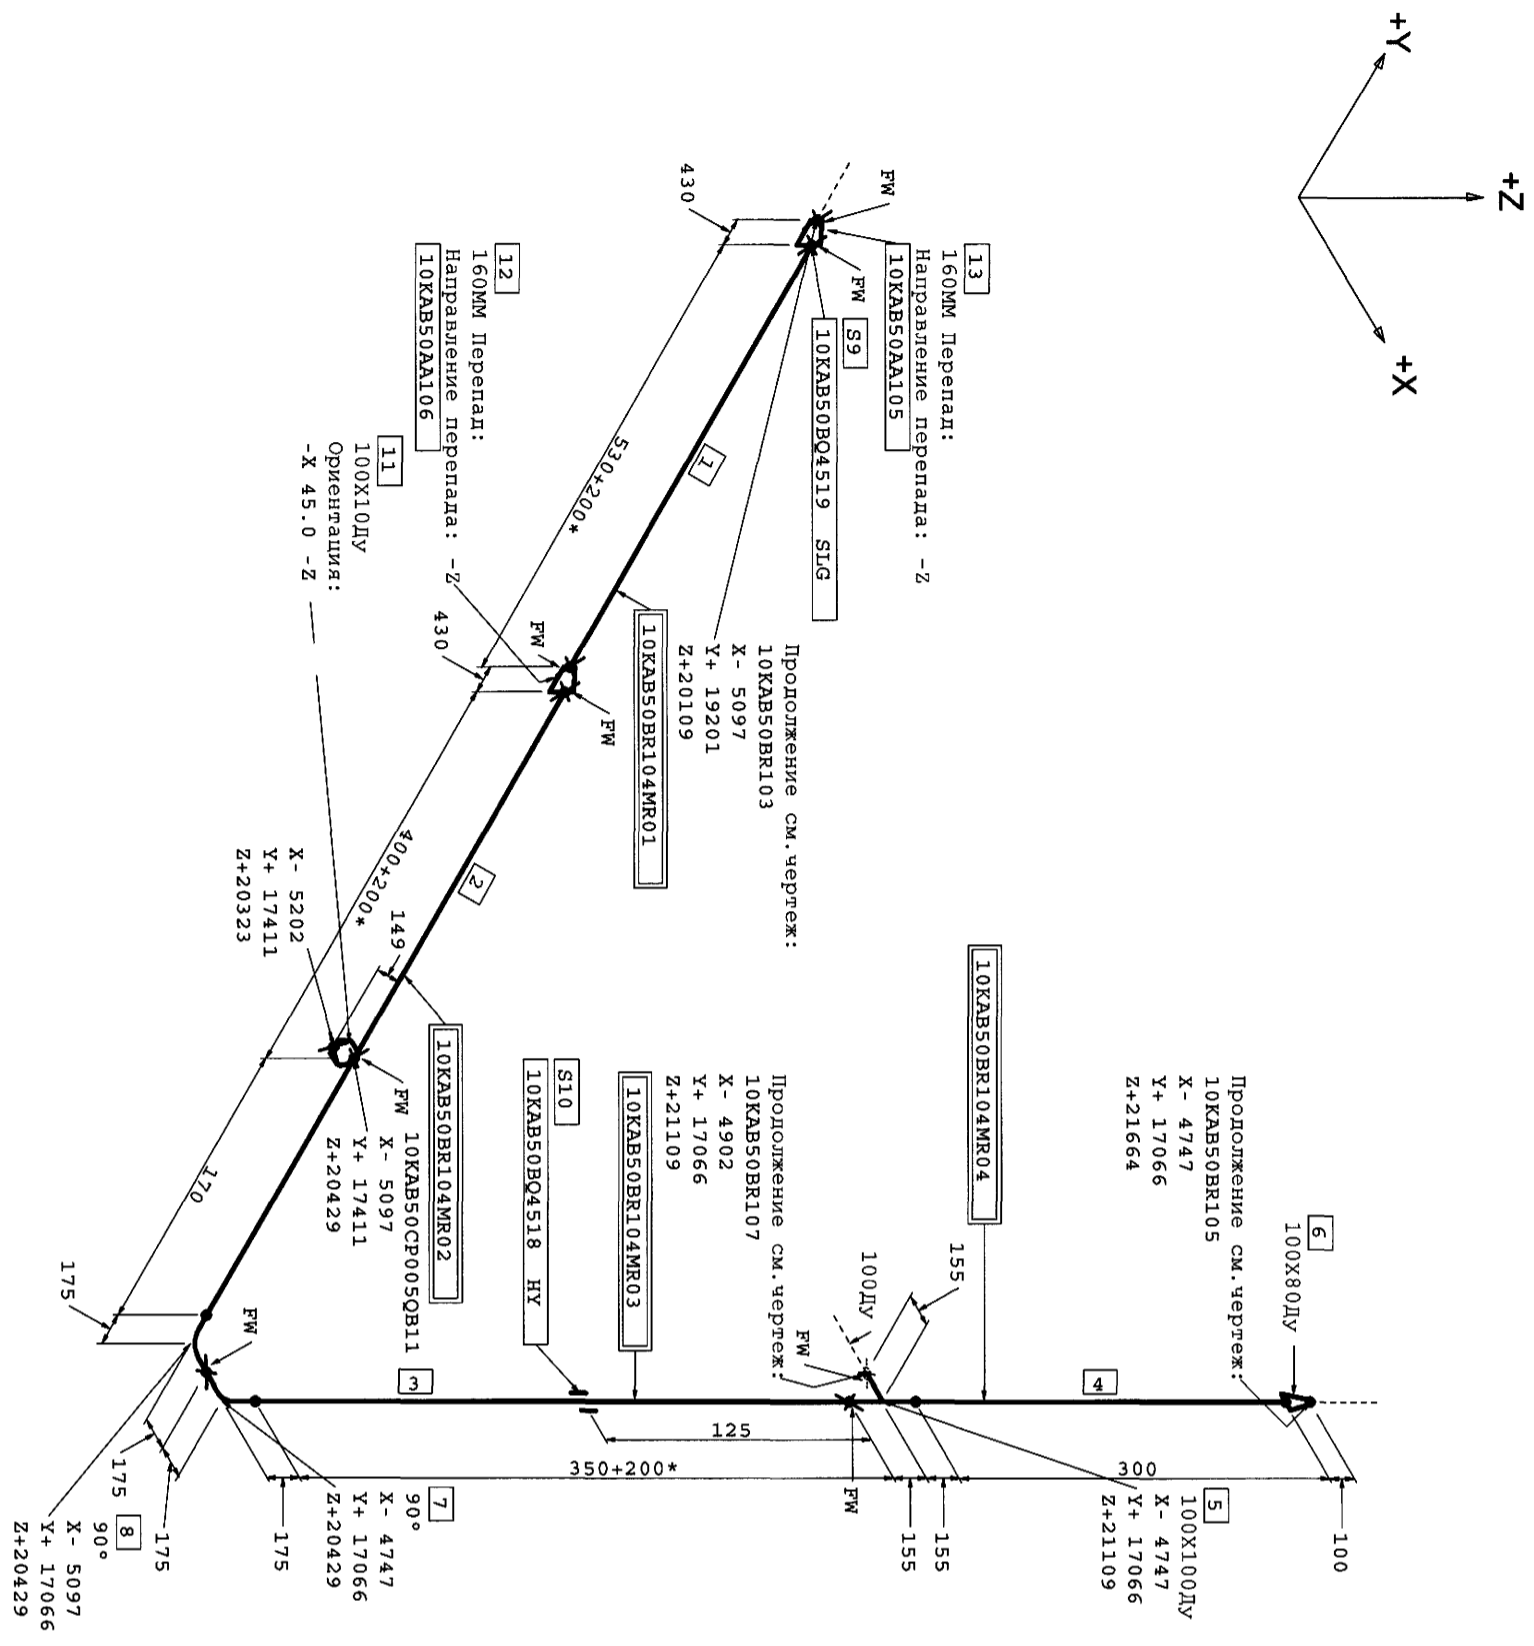 +Y
+Z
+X
FW
430
13
160ММ Перепад:
Направление перепада: -Z
10KAB50AA105
FW
S9
10KAB50BQ4519 SLG
12
160ММ Перепад:
Направление перепада: -Z
10KAB50AA106
1
530+200*
11
100X10Ду
Ориентация:
-X 45.0 -Z
Продолжение см.чертеж:
10KAB50BR103
X- 5097
Y+ 19201
Z+20109
10KAB50BR104MR01
FW
430
FW
2
400+200*
149
X- 5202
Y+ 17411
Z+20323
10KAB50BR104MR02
FW
10KAB50CP005QB11
X- 5097
Y+ 17411
Z+20429
170
175
FW
10KAB50BR104MR04
Продолжение см.чертеж:
10KAB50BR105
X- 4747
Y+ 17066
Z+21664
6
100X80Ду
Продолжение см.чертеж:
10KAB50BR107
X- 4902
Y+ 17066
Z+21109
10KAB50BR104MR03
S10
10KAB50BQ4518 HY
155
100Ду
FW
4
3
125
350+200*
300
FW
100
155
155
175
175
175
5
100X100Ду
X- 4747
Y+ 17066
Z+21109
7
90°
X- 4747
Y+ 17066
Z+20429
8
90°
X- 5097
Y+ 17066
Z+20429